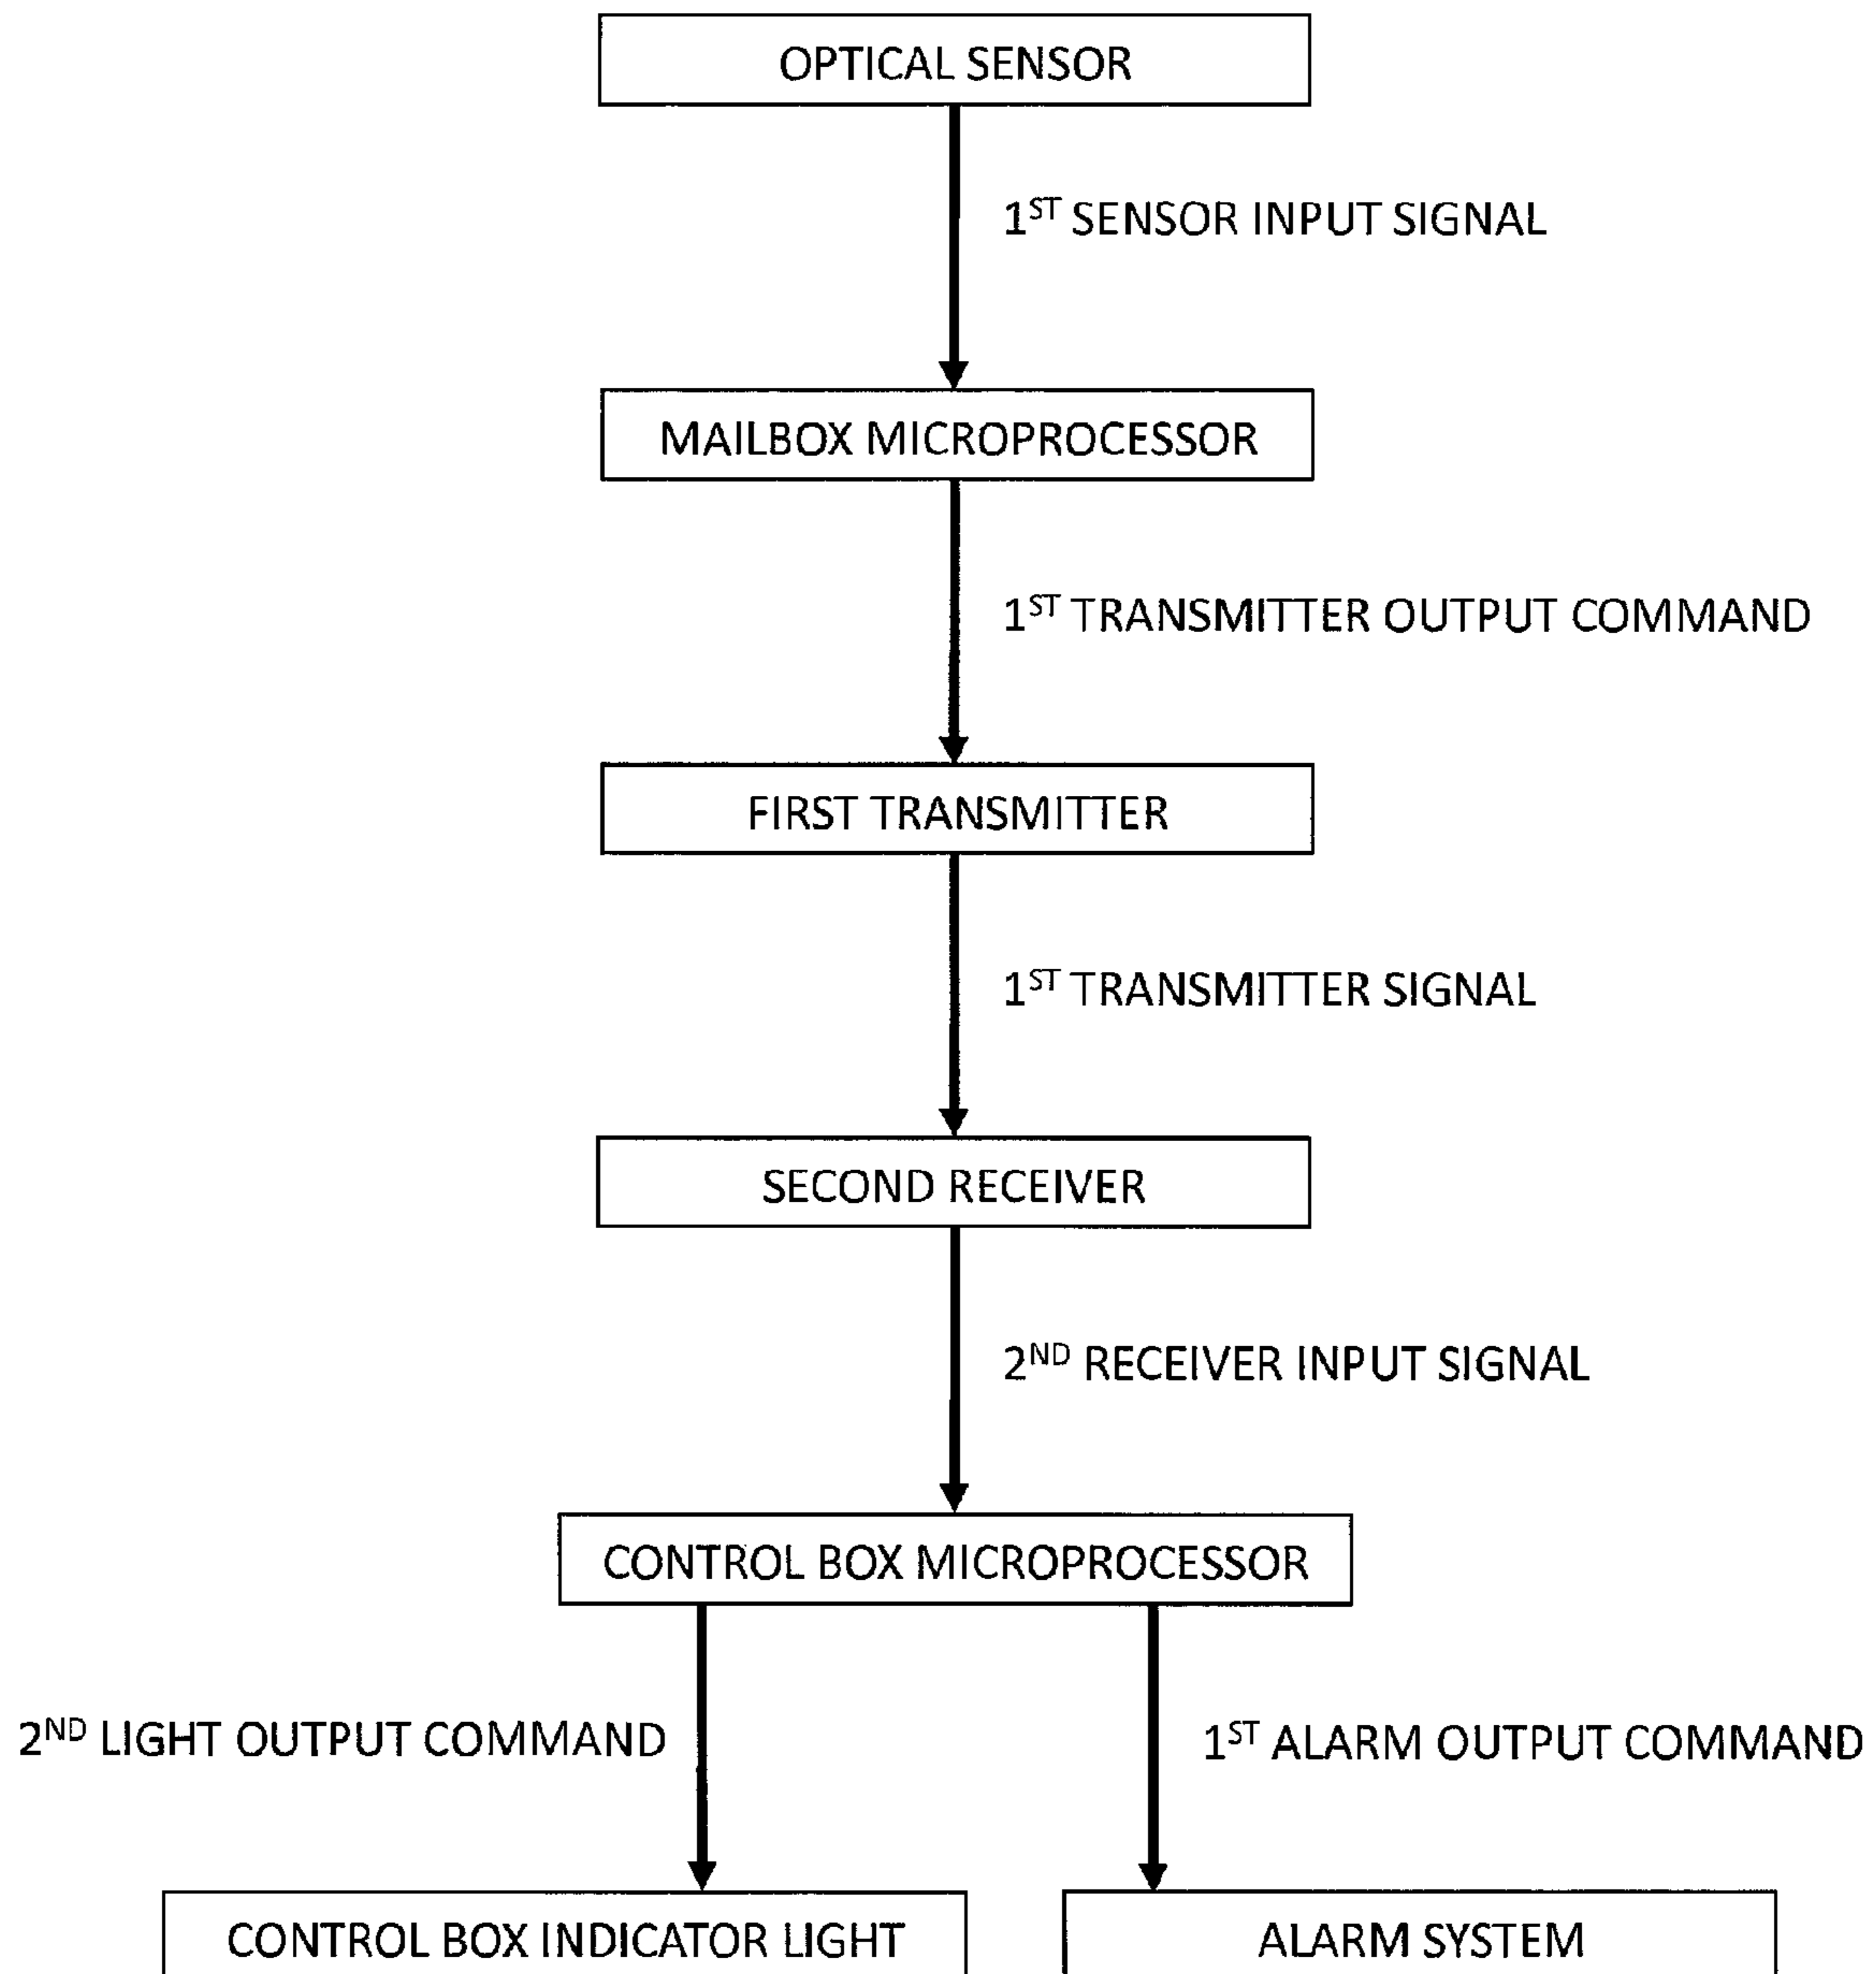 OPTICAL SENSOR
1ST SENSOR INPUT SIGNAL
MAILBOX MICROPROCESSOR
1ST TRANSMITTER OUTPUT COMMAND
FIRST TRANSMITTER
1ST TRANSMITTER SIGNAL
SECOND RECEIVER
2ND RECEIVER INPUT SIGNAL
CONTROL BOX MICROPROCESSOR
2ND LIGHT OUTPUT COMMAND
1ST ALARM OUTPUT COMMAND
CONTROL BOX INDICATOR LIGHT
ALARM SYSTEM